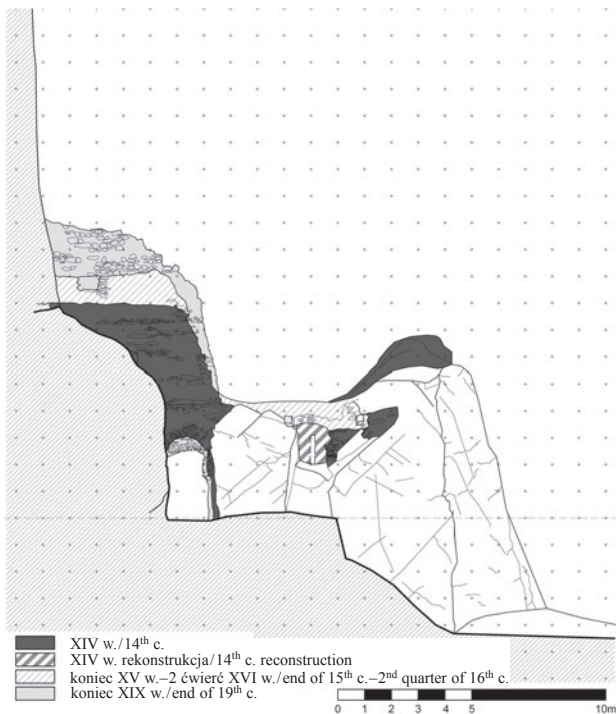 XIV w./14th c.
XIV w. rekonstrukcja/14th c. reconstruction
koniec XV w.–2 ćwierć XVI w./end of 15th c.–2nd quarter of 16th c.
koniec XIX w./end of 19th c.
0 1 2 3 4 5 10m